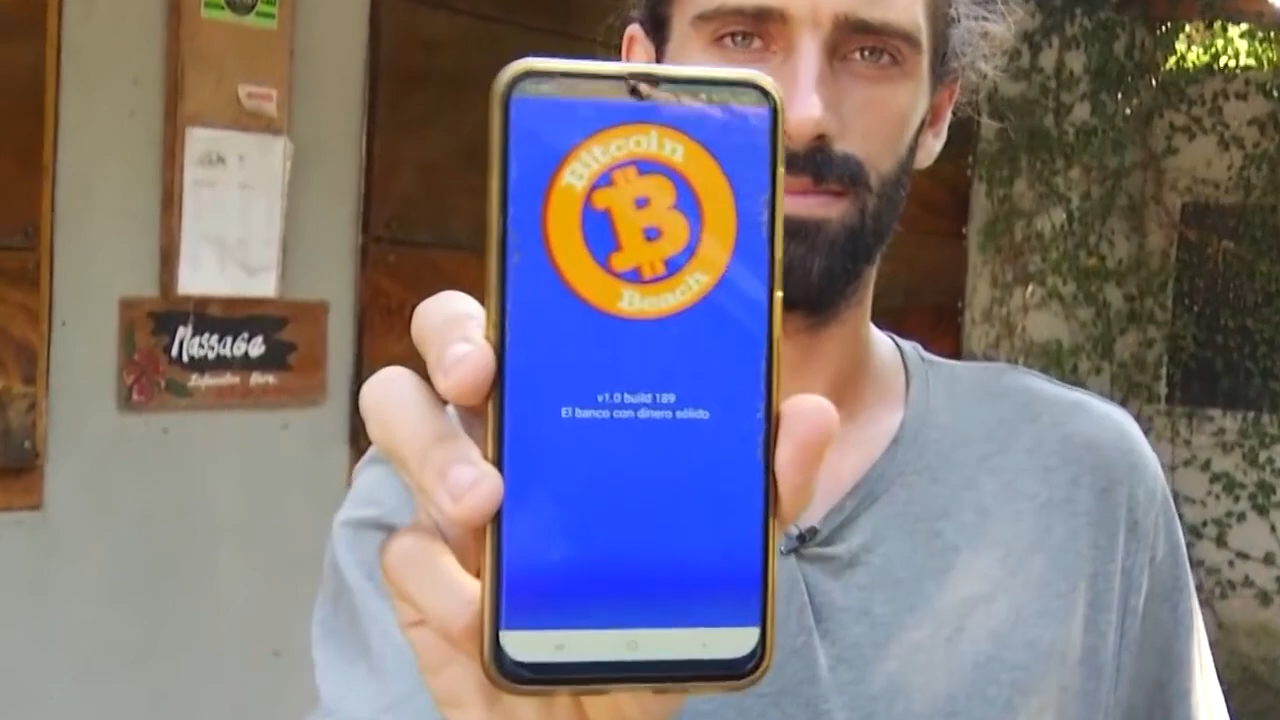 Bitcoin
Beach
v1.0 build 189
El banco con dinero sólido
Massage